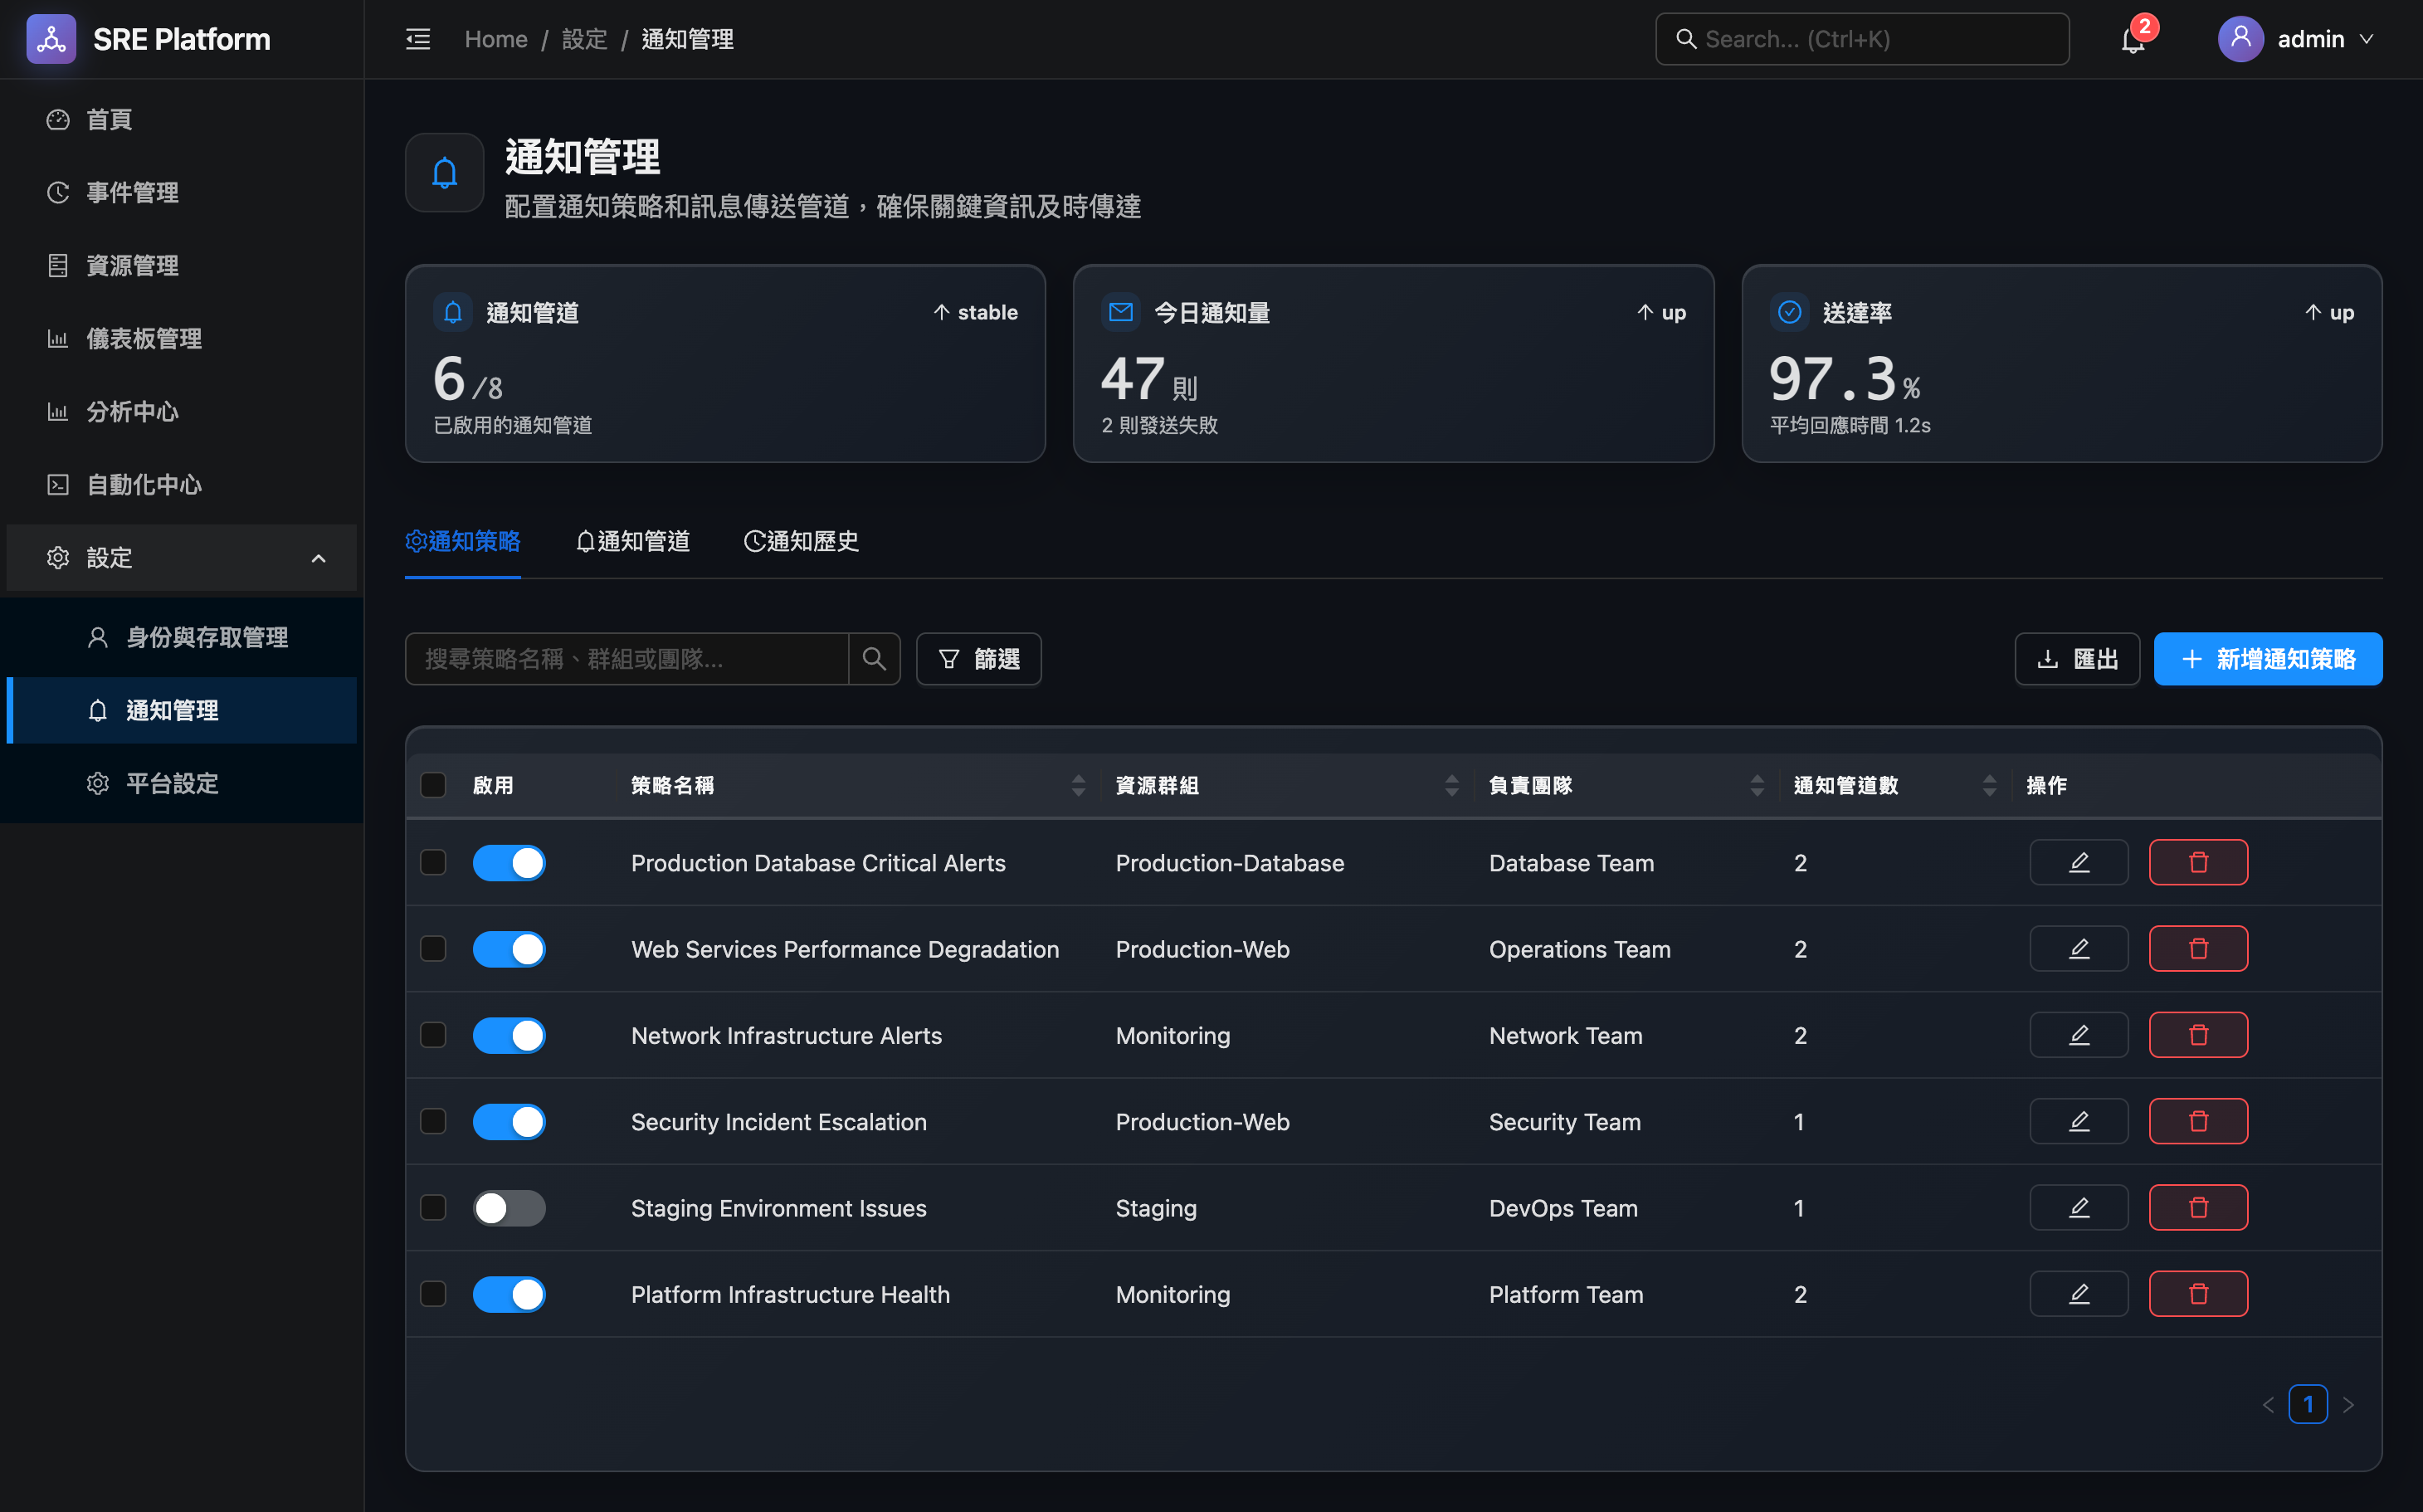 SRE Platform
Home / 設定 / 通知管理
Search... (Ctrl+K)
2
admin
首頁
事件管理
資源管理
儀表板管理
分析中心
自動化中心
設定
身份與存取管理
通知管理
平台設定
通知管理
配置通知策略和訊息傳送管道，確保關鍵資訊及時傳達
通知管道
stable
6 /8
已啟用的通知管道
今日通知量
up
47 則
2 則發送失敗
送達率
up
97.3 %
平均回應時間 1.2s
通知策略 通知管道 通知歷史
搜尋策略名稱、群組或團隊...
篩選
匯出
新增通知策略
啟用 策略名稱 資源群組 負責團隊 通知管道數 操作
Production Database Critical Alerts Production-Database Database Team 2
Web Services Performance Degradation Production-Web Operations Team 2
Network Infrastructure Alerts Monitoring Network Team 2
Security Incident Escalation Production-Web Security Team 1
Staging Environment Issues Staging DevOps Team 1
Platform Infrastructure Health Monitoring Platform Team 2
1